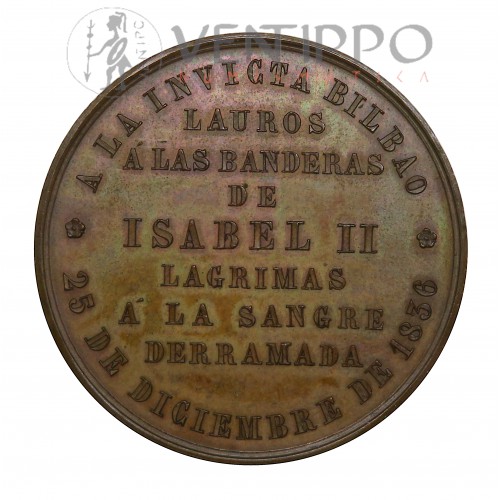 VENTIPPO
A LA INVICTA BILBAO
LAUROS
Á LAS BANDERAS
DE
ISABEL II
LAGRIMAS
Á LA SANGRE
DERRAMADA
25 DE DICIEMBRE DE 1836